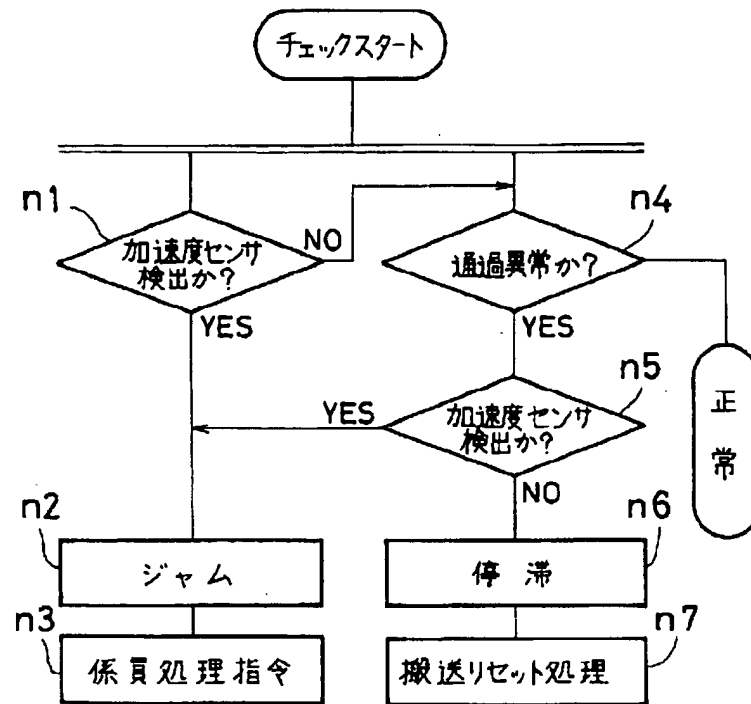 チェックスタート
n1
加速度センサ
検出か?
NO
YES
n4
通過異常か?
YES
正常
n5
加速度センサ
検出か?
YES
NO
n2
ジャム
n6
停滞
n3
係員処理指令
n7
搬送リセット処理